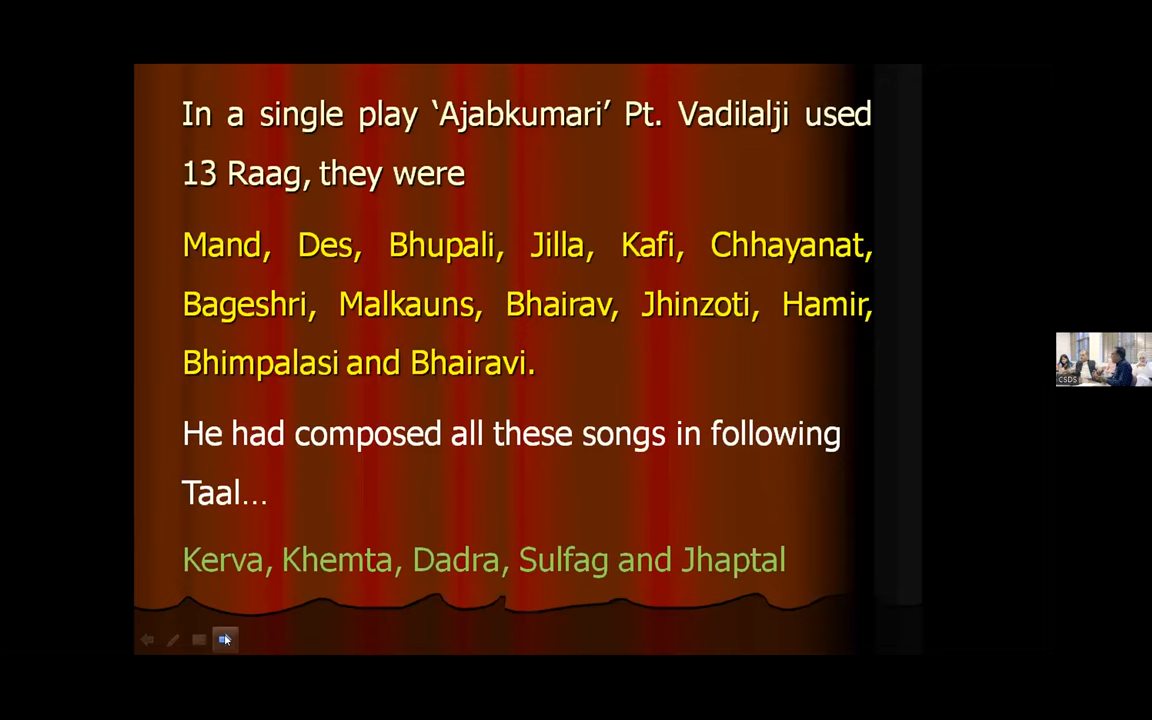 In a single play ‘Ajabkumari’ Pt. Vadilalji used
13 Raag, they were
Mand, Des, Bhupali, Jilla, Kafi, Chhayanat,
Bageshri, Malkauns, Bhairav, Jhinzoti, Hamir,
Bhimpalasi and Bhairavi.
He had composed all these songs in following
Taal…
Kerva, Khemta, Dadra, Sulfag and Jhaptal
CSDS